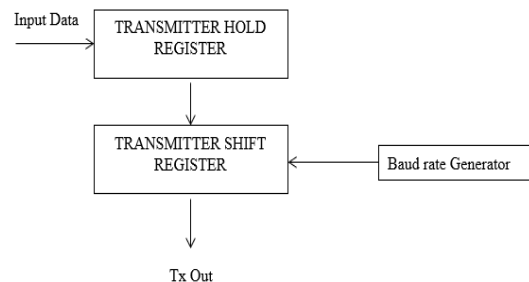 Input Data
TRANSMITTER HOLD
REGISTER
TRANSMITTER SHIFT
REGISTER
Baud rate Generator
Tx Out